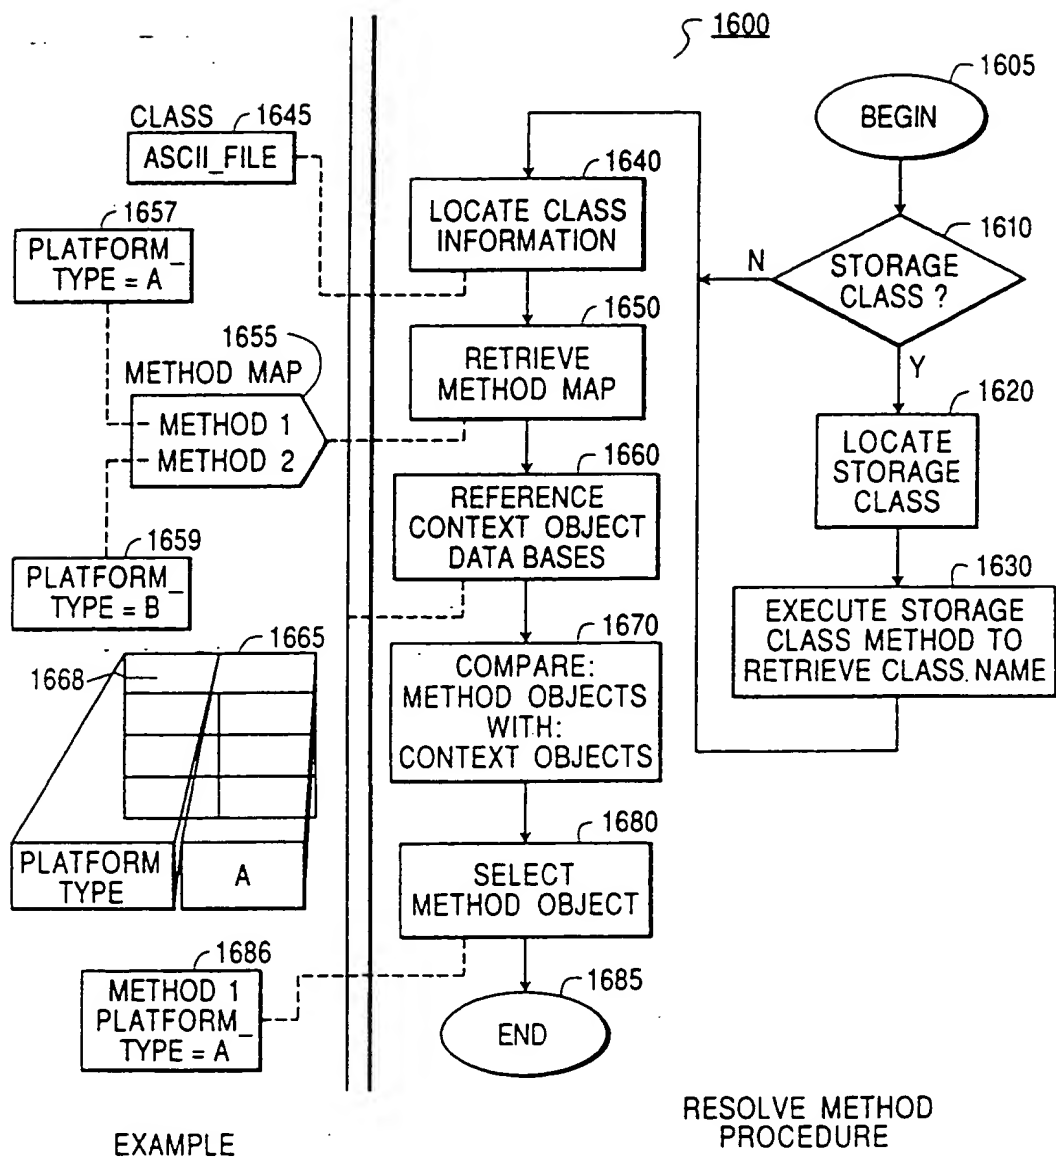 1600
1605
BEGIN
CLASS
1645
ASCII_FILE
1640
LOCATE CLASS
INFORMATION
1610
STORAGE
CLASS ?
N
Y
1657
PLATFORM_
TYPE = A
1650
RETRIEVE
METHOD MAP
1655
METHOD MAP
METHOD 1
METHOD 2
1620
LOCATE
STORAGE
CLASS
1660
REFERENCE
CONTEXT OBJECT
DATA BASES
1659
PLATFORM_
TYPE = B
1630
EXECUTE STORAGE
CLASS METHOD TO
RETRIEVE CLASS NAME
1665
1668
PLATFORM
TYPE
A
1670
COMPARE:
METHOD OBJECTS
WITH:
CONTEXT OBJECTS
1680
SELECT
METHOD OBJECT
1686
METHOD 1
PLATFORM_
TYPE = A
1685
END
EXAMPLE
RESOLVE METHOD
PROCEDURE